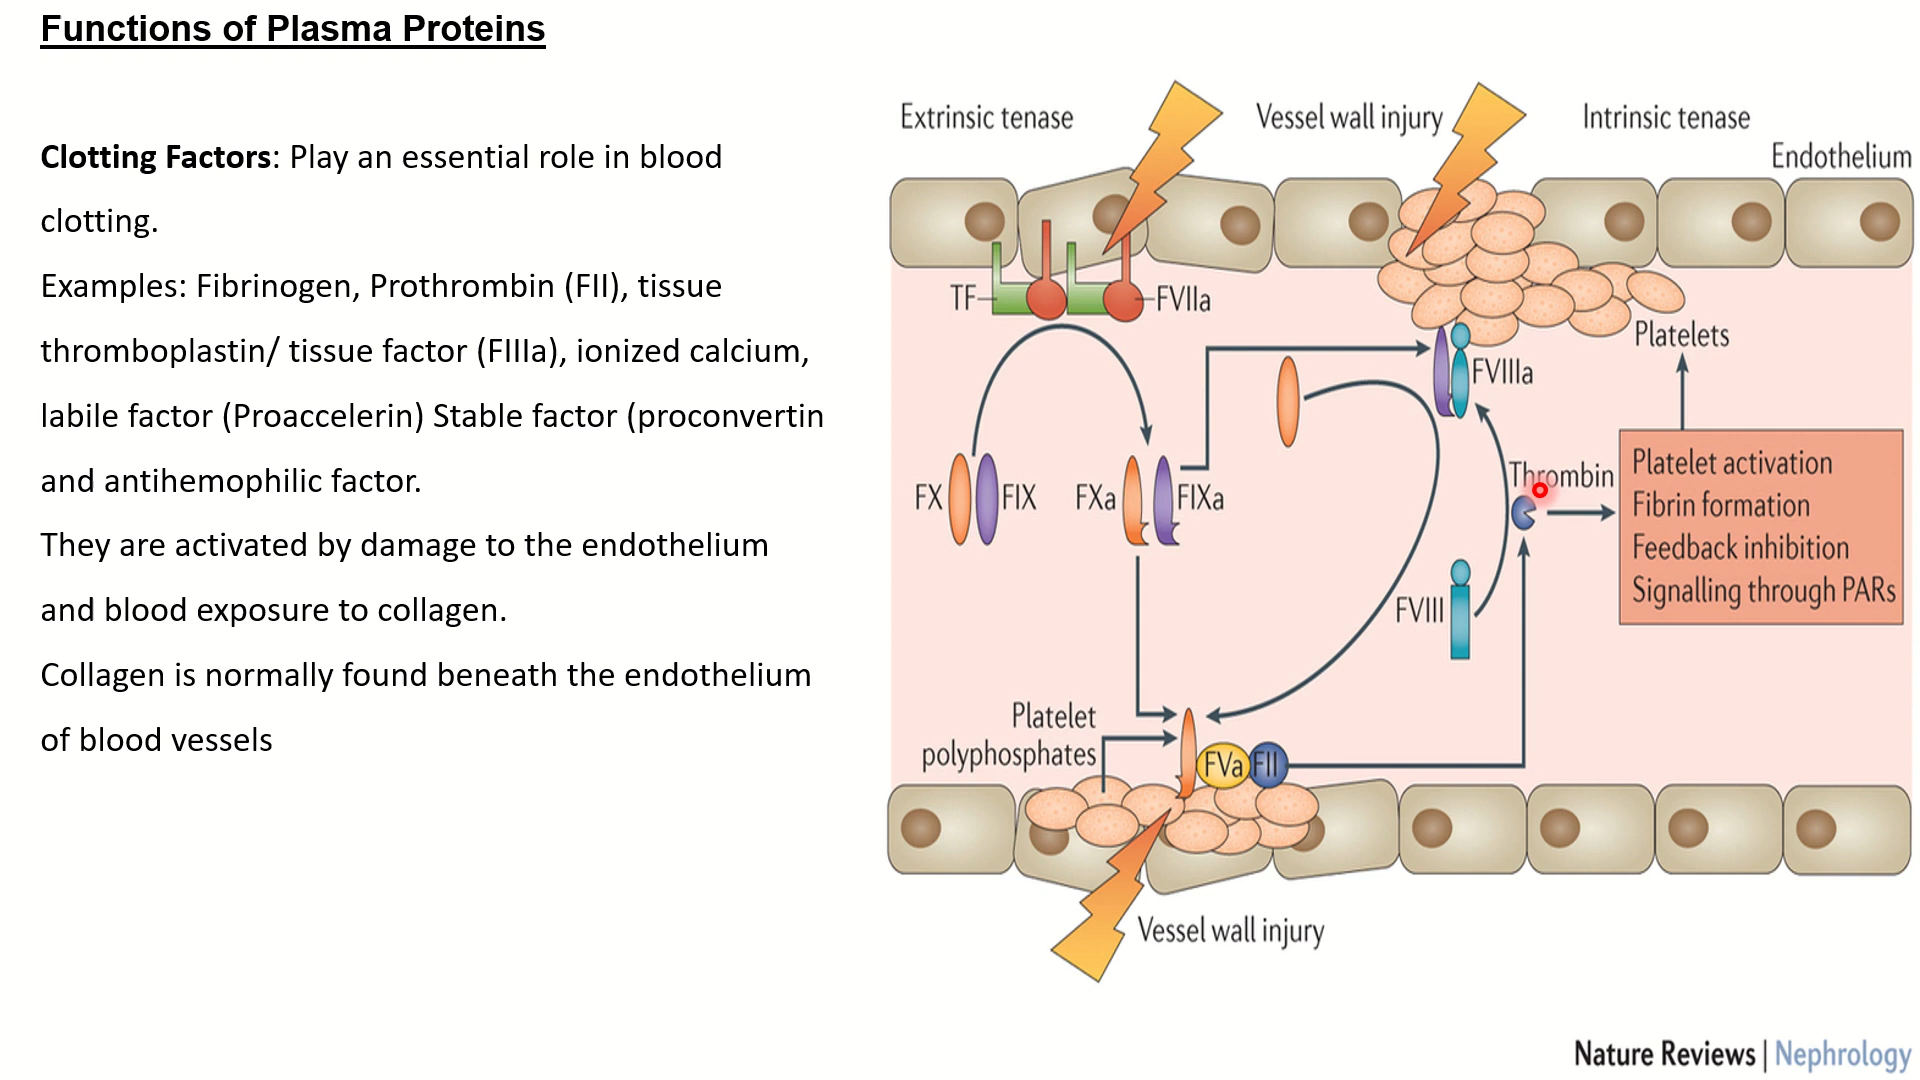 Functions of Plasma Proteins
Clotting Factors: Play an essential role in blood
clotting.
Examples: Fibrinogen, Prothrombin (FII), tissue
thromboplastin/ tissue factor (FIIIa), ionized calcium,
labile factor (Proaccelerin) Stable factor (proconvertin
and antihemophilic factor.
They are activated by damage to the endothelium
and blood exposure to collagen.
Collagen is normally found beneath the endothelium
of blood vessels
Extrinsic tenase
Vessel wall injury
Intrinsic tenase
Endothelium
TF
FVIIa
Platelets
FVIIIa
FX
FIX
FXa
FIXa
Thrombin
Platelet activation
Fibrin formation
Feedback inhibition
Signalling through PARs
FVIII
Platelet
polyphosphates
FVa
FII
Vessel wall injury
Nature Reviews | Nephrology